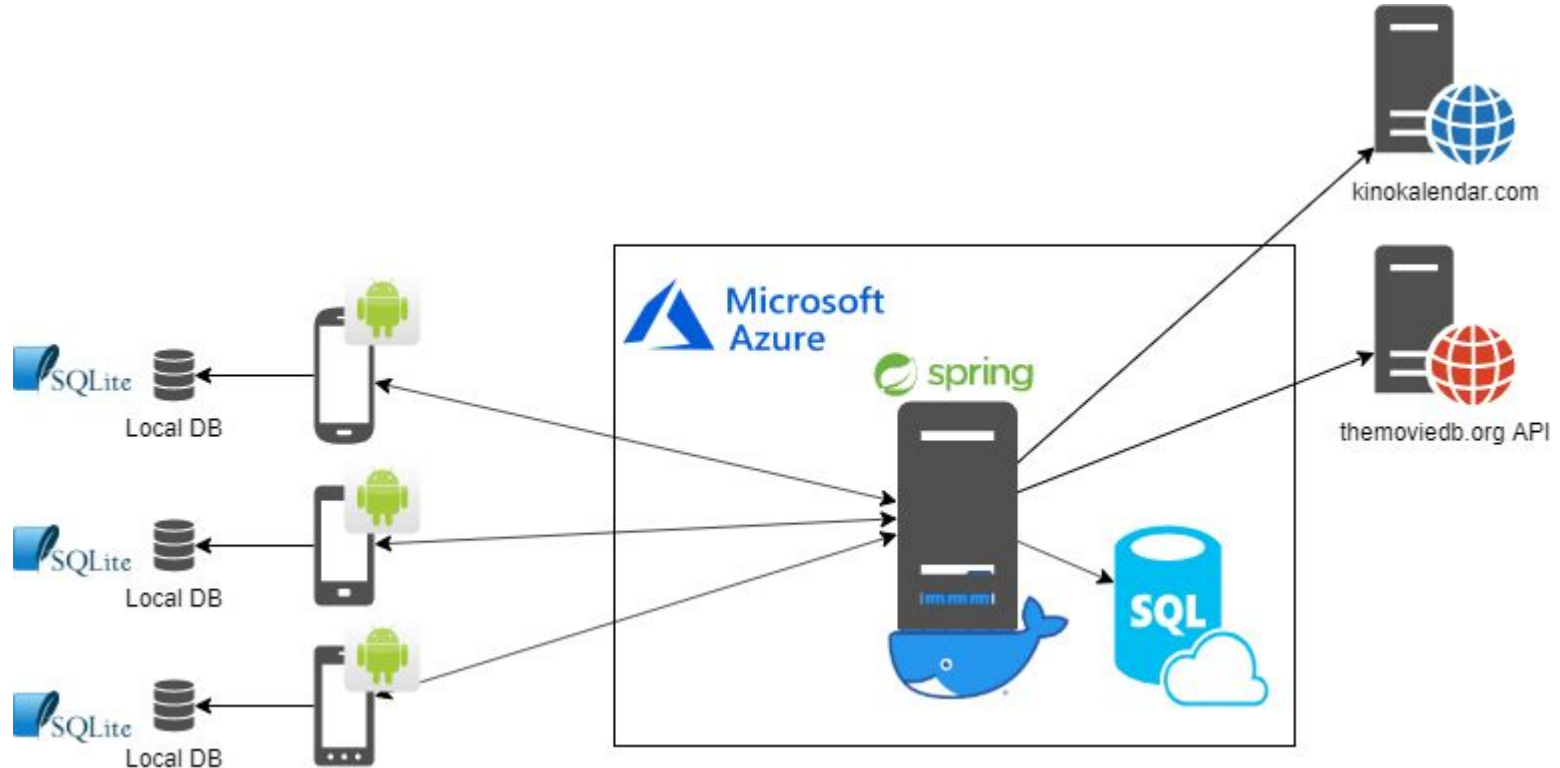 kinokalendar.com
Microsoft
Azure
spring
SQLite
Local DB
themoviedb.org API
SQLite
Local DB
SQL
SQLite
Local DB